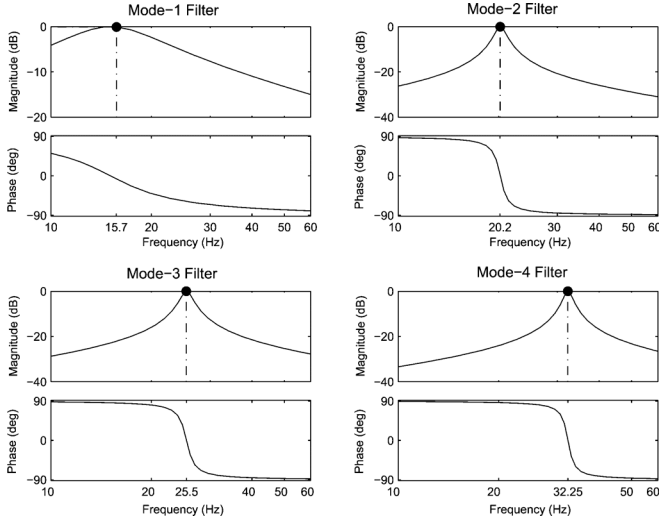 Mode−1 Filter
0
−10
−20
Magnitude (dB)
90
0
−90
Phase (deg)
10 15.7 20 30 40 50 60
Frequency (Hz)
Mode−2 Filter
0
−20
−40
Magnitude (dB)
90
0
−90
Phase (deg)
10 20.2 30 40 50 60
Frequency (Hz)
Mode−3 Filter
0
−20
−40
Magnitude (dB)
90
0
−90
Phase (deg)
10 20 25.5 30 40 50 60
Frequency (Hz)
Mode−4 Filter
0
−20
−40
Magnitude (dB)
90
0
−90
Phase (deg)
10 20 32.25 40 50 60
Frequency (Hz)